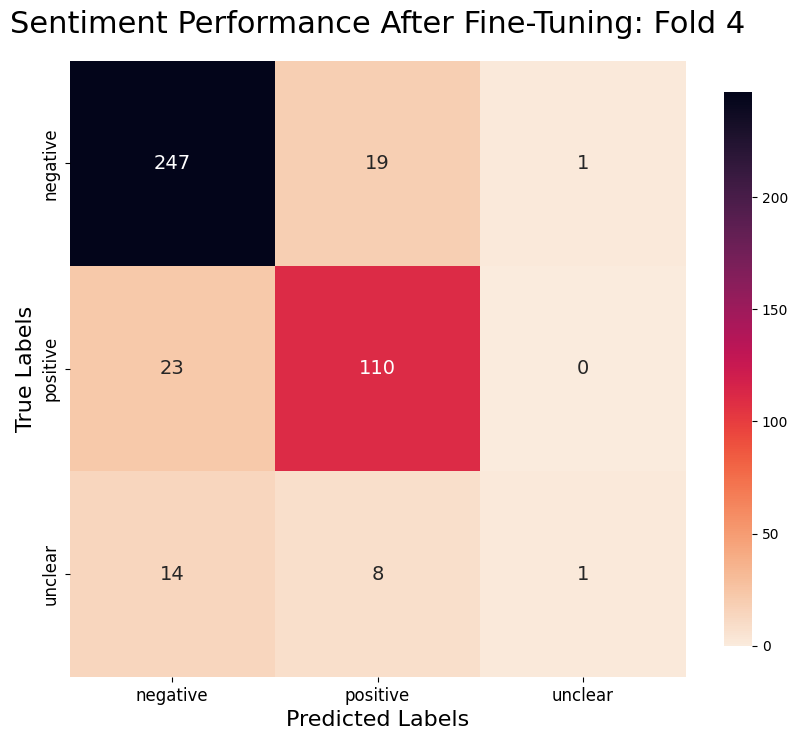 Sentiment Performance After Fine-Tuning: Fold 4
True Labels
negative
247
19
1
positive
23
110
0
unclear
14
8
1
negative
positive
unclear
Predicted Labels
200
150
100
50
0